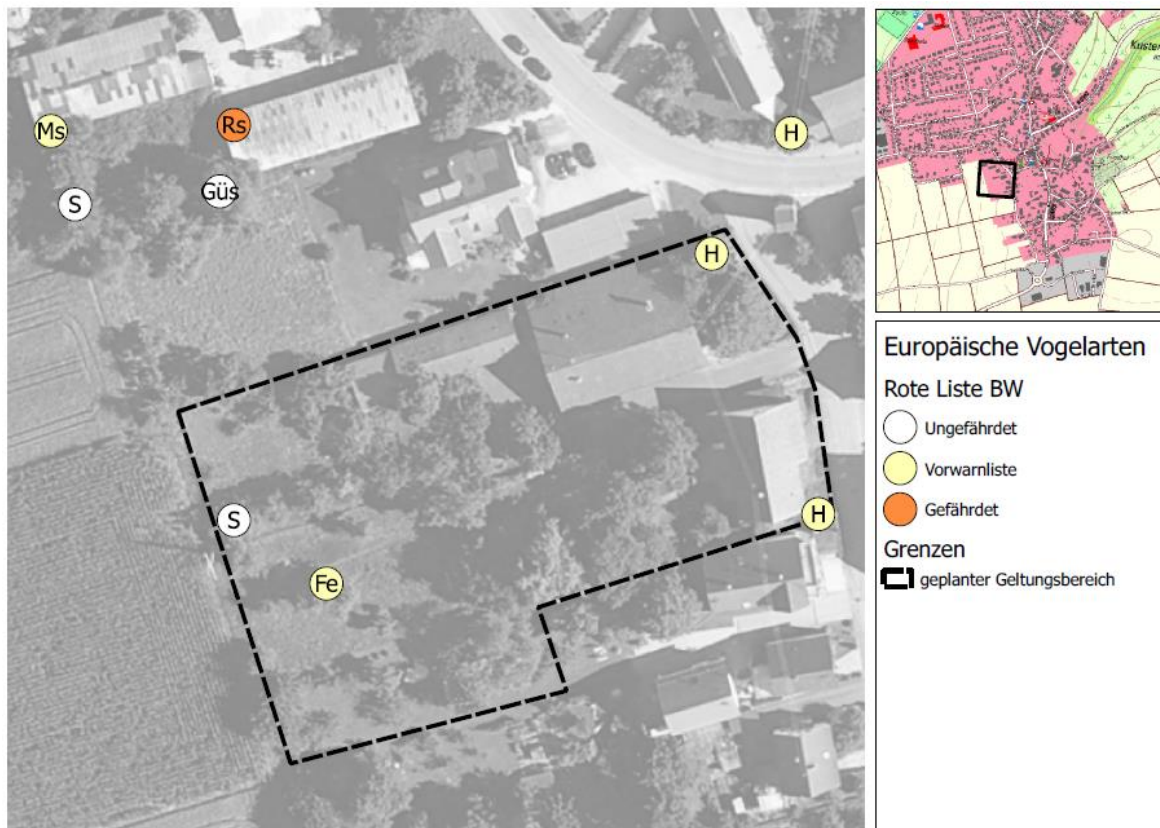 Ms
Rs
H
S
Güs
H
S
H
Fe
Europäische Vogelarten
Rote Liste BW
Ungefährdet
Vorwarnliste
Gefährdet
Grenzen
geplanter Geltungsbereich